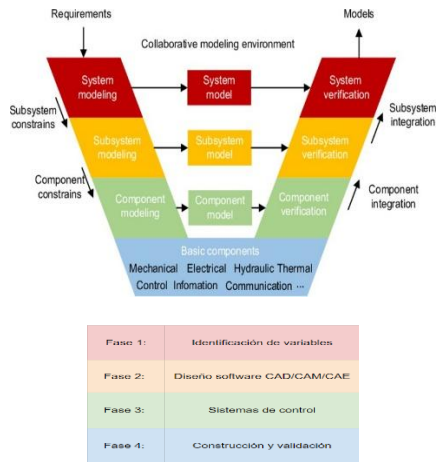 Requirements
Models
Collaborative modeling environment
System
modeling
System
model
System
verification
Subsystem
constrains
Subsystem
integration
Subsystem
modeling
Subsystem
model
Subsystem
verification
Component
constrains
Component
integration
Component
modeling
Component
model
Component
verification
Basic components
Mechanical Electrical Hydraulic Thermal
Control Infomation Communication ...
Fase 1: Identificación de variables
Fase 2: Diseño software CAD/CAM/CAE
Fase 3: Sistemas de control
Fase 4: Construcción y validación